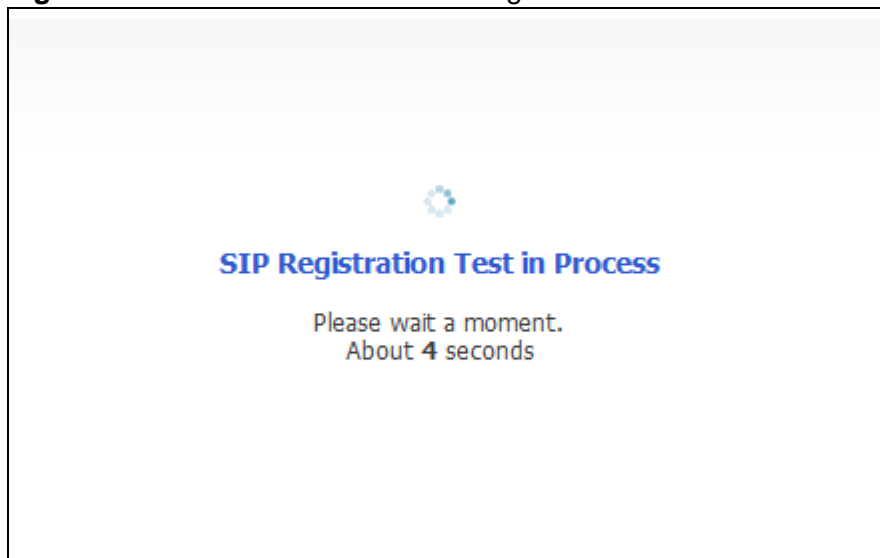 SIP Registration Test in Process
Please wait a moment.
About 4 seconds